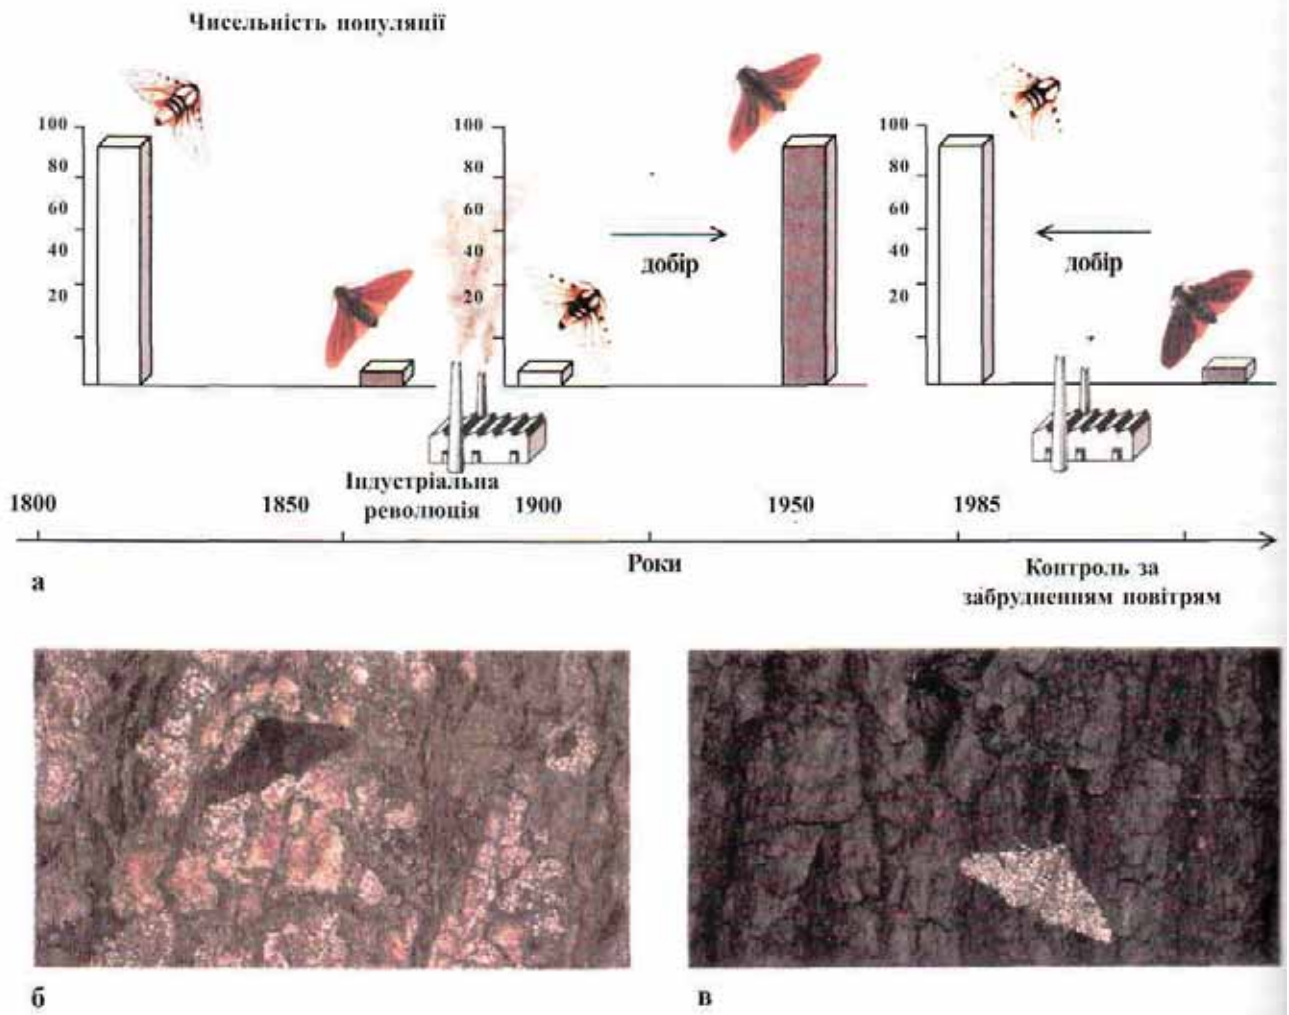 Чисельність популяції
100
80
60
40
20
100
80
60
40
20
добір
100
80
60
40
20
добір
Індустріальна
революція
1800
1850
1900
1950
1985
Роки
Контроль за
забрудненням повітрям
а
б
в